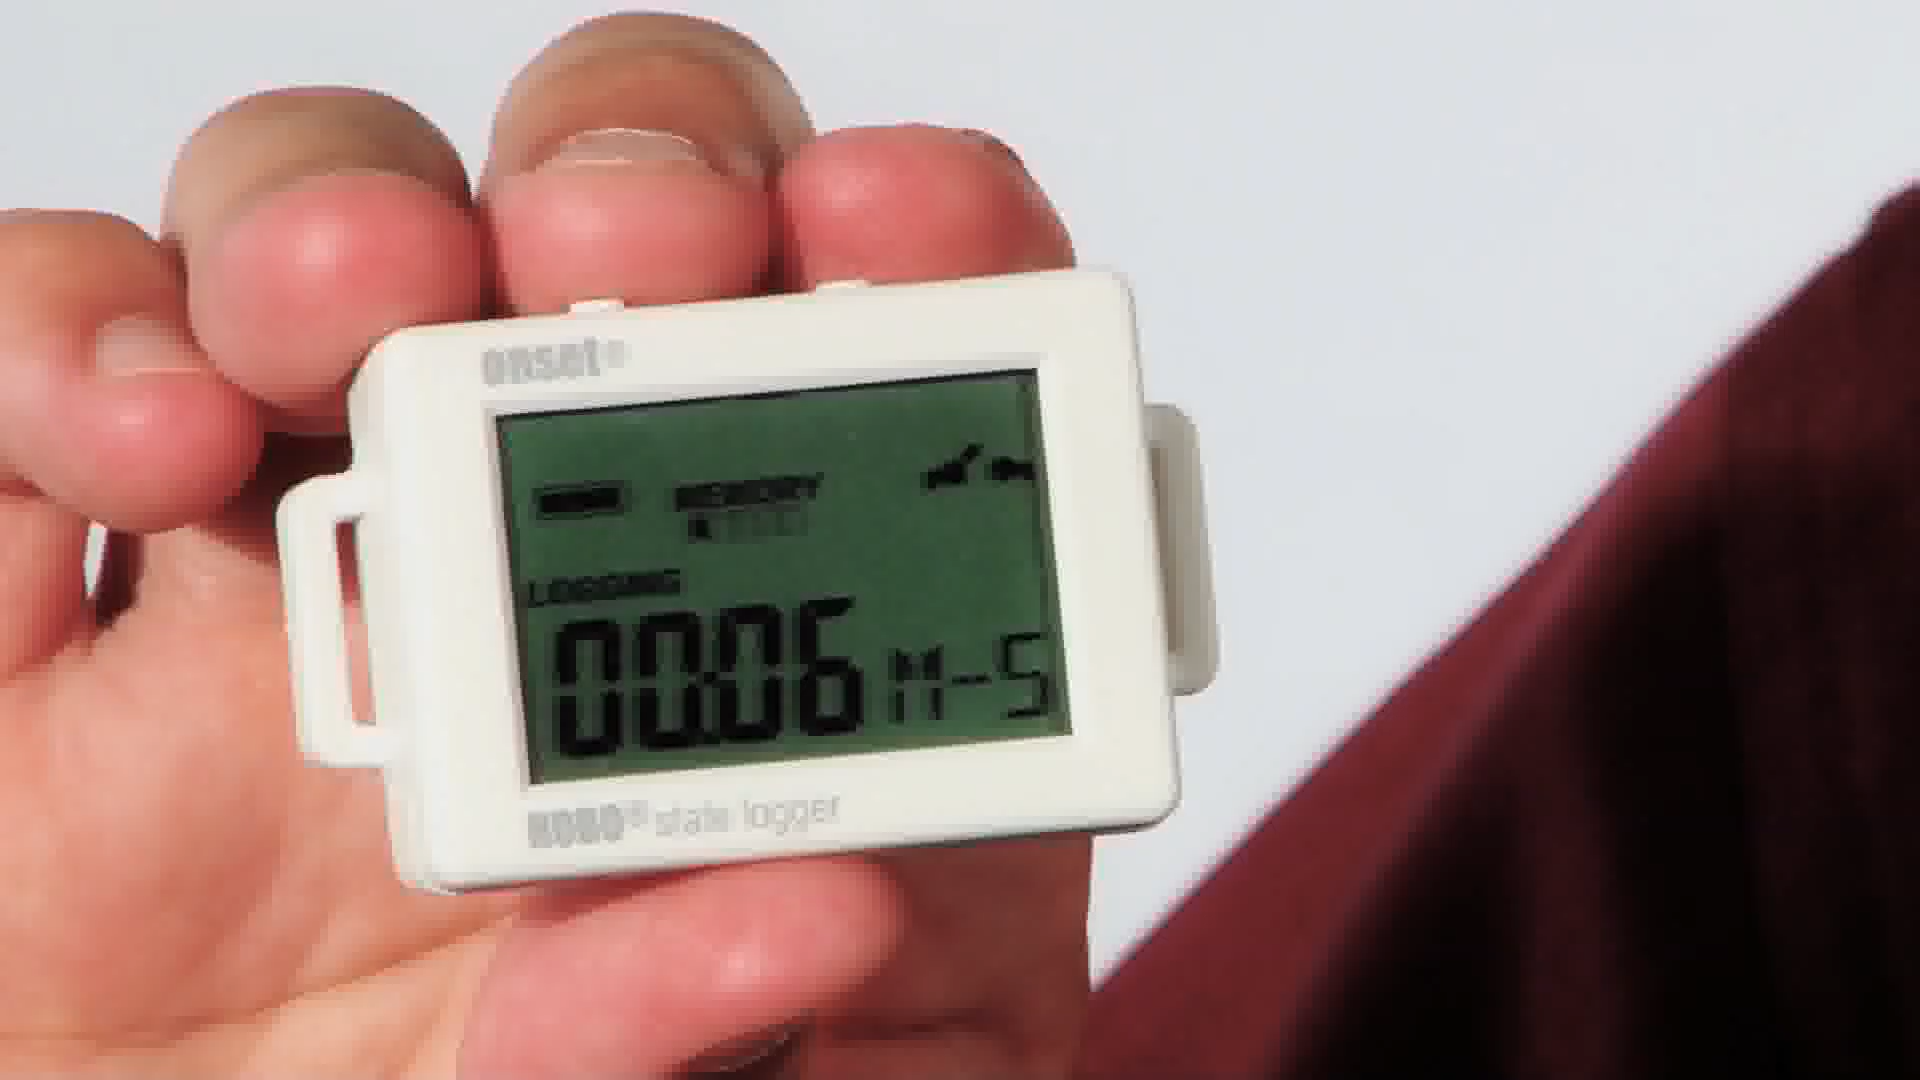 onset®
MEMORY
LOGGING
00:06 M-S
HOBO® state logger